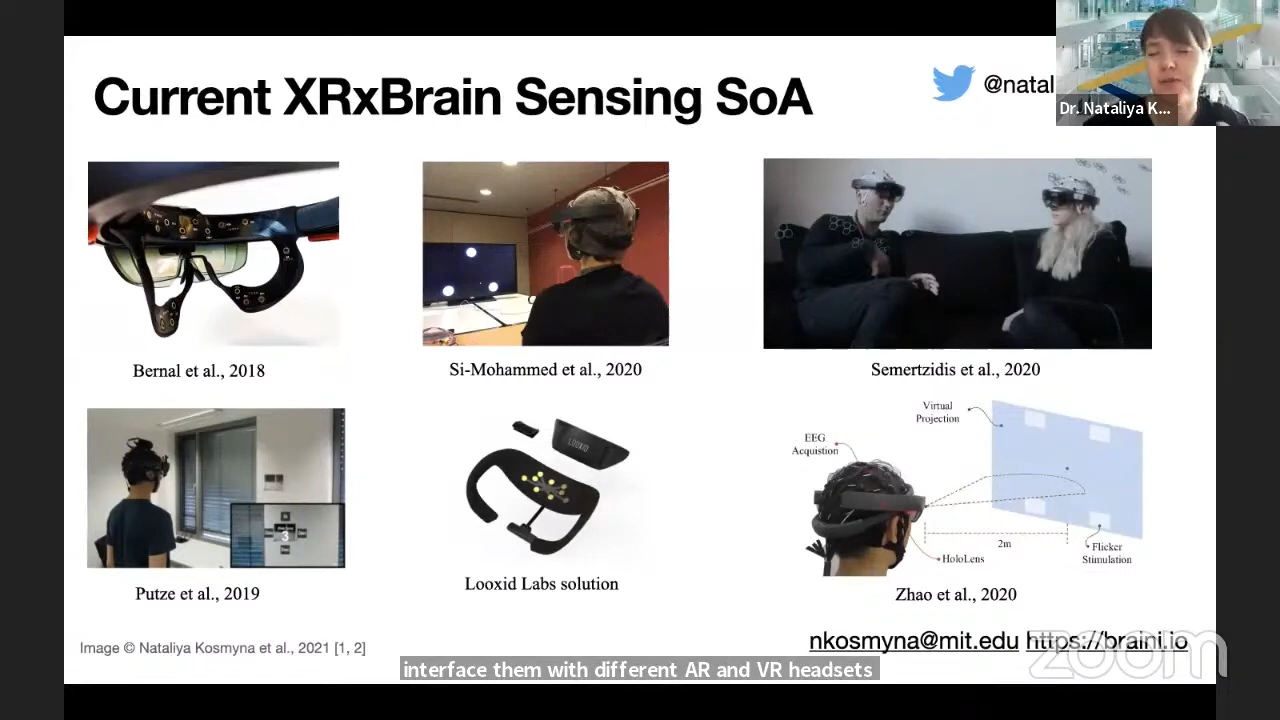 Current XRxBrain Sensing SoA
@natal
Dr. Nataliya K...
Bernal et al., 2018
Si-Mohammed et al., 2020
Semertzidis et al., 2020
Virtual
Projection
EEG
Acquistion
2m
HoloLens
Flicker
Stimulation
3
LOOXID
Putze et al., 2019
Looxid Labs solution
Zhao et al., 2020
Image © Nataliya Kosmyna et al., 2021 [1, 2]
nkosmyna@mit.edu https://braini.io
interface them with different AR and VR headsets
zoom